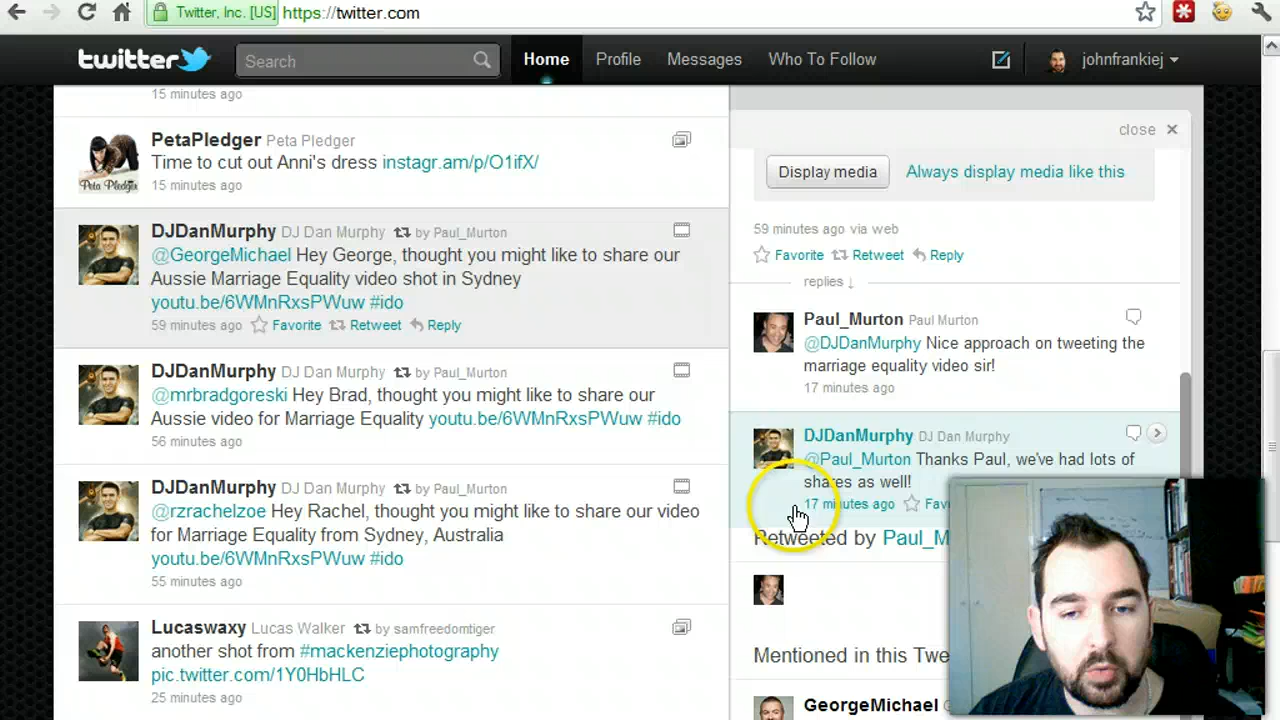 Twitter, Inc. [US] https://twitter.com
twitter Search Home Profile Messages Who To Follow johnfrankiej
15 minutes ago
PetaPledger Peta Pledger
Time to cut out Anni's dress instagr.am/p/O1ifX/
15 minutes ago
Peta Pledger
DJDanMurphy DJ Dan Murphy by Paul_Murton
@GeorgeMichael Hey George, thought you might like to share our
Aussie Marriage Equality video shot in Sydney
youtu.be/6WMnRxsPWuw #ido
59 minutes ago Favorite Retweet Reply
DJDanMurphy DJ Dan Murphy by Paul_Murton
@mrbradgoreski Hey Brad, thought you might like to share our
Aussie video for Marriage Equality youtu.be/6WMnRxsPWuw #ido
56 minutes ago
DJDanMurphy DJ Dan Murphy by Paul_Murton
@rzrachelzoe Hey Rachel, thought you might like to share our video
for Marriage Equality from Sydney, Australia
youtu.be/6WMnRxsPWuw #ido
55 minutes ago
Lucaswaxy Lucas Walker by samfreedomtiger
another shot from #mackenziephotography
pic.twitter.com/1Y0HbHLC
25 minutes ago
close
Display media Always display media like this
59 minutes ago via web
Favorite Retweet Reply
replies ↓
Paul_Murton Paul Murton
@DJDanMurphy Nice approach on tweeting the
marriage equality video sir!
17 minutes ago
DJDanMurphy DJ Dan Murphy
@Paul_Murton Thanks Paul, we've had lots of
shares as well!
17 minutes ago Fav
Retweeted by Paul_M
Mentioned in this Twe
GeorgeMichael